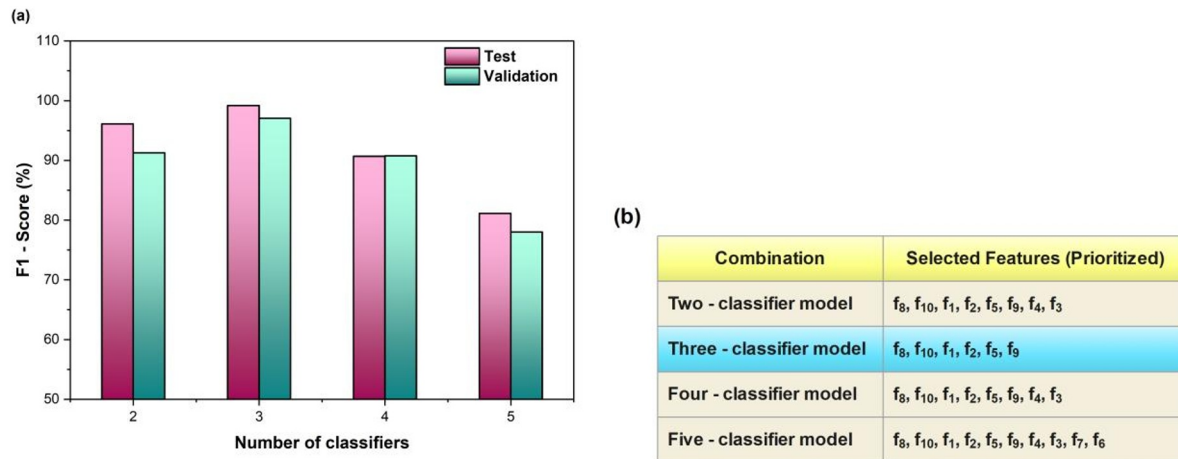 (a)
110
100
90
80
70
60
50
F1 - Score (%)
Test
Validation
2 3 4 5
Number of classifiers
(b)
Combination Selected Features (Prioritized)
Two - classifier model f₈, f₁₀, f₁, f₂, f₅, f₉, f₄, f₃
Three - classifier model f₈, f₁₀, f₁, f₂, f₅, f₉
Four - classifier model f₈, f₁₀, f₁, f₂, f₅, f₉, f₄, f₃
Five - classifier model f₈, f₁₀, f₁, f₂, f₅, f₉, f₄, f₃, f₇, f₆